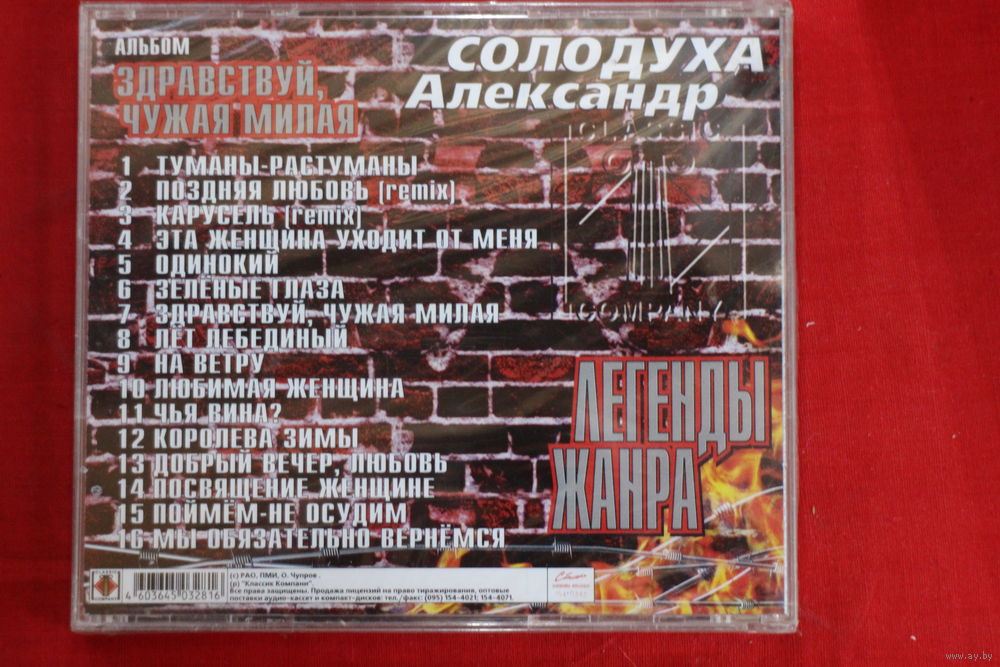 АЛЬБОМ
ЗДРАВСТВУЙ,
ЧУЖАЯ МИЛАЯ
СОЛОДУХА
Александр
CLASSIC
COMPANY
1 ТУМАНЫ-РАСТУМАНЫ
2 ПОЗДНЯЯ ЛЮБОВЬ (remix)
3 КАРУСЕЛЬ (remix)
4 ЭТА ЖЕНЩИНА УХОДИТ ОТ МЕНЯ
5 ОДИНОКИЙ
6 ЗЕЛЁНЫЕ ГЛАЗА
7 ЗДРАВСТВУЙ, ЧУЖАЯ МИЛАЯ
8 ЛЁТ ЛЕБЕДИНЫЙ
9 НА ВЕТРУ
10 ЛЮБИМАЯ ЖЕНЩИНА
11 ЧЬЯ ВИНА?
12 КОРОЛЕВА ЗИМЫ
13 ДОБРЫЙ ВЕЧЕР, ЛЮБОВЬ
14 ПОСВЯЩЕНИЕ ЖЕНЩИНЕ
15 ПОЙМЁМ-НЕ ОСУДИМ
16 МЫ ОБЯЗАТЕЛЬНО ВЕРНЁМСЯ
ЛЕГЕНДЫ
ЖАНРА
4 603645 032816
(c) РАО, ПМИ, О. Чупров .
(p) "Классик Компани".
Все права защищены. Продажа лицензий на право тиражирования, оптовые
поставки аудио-кассет и компакт-дисков: тел./факс: (095) 154-4021; 154-4071.
www.ay.by